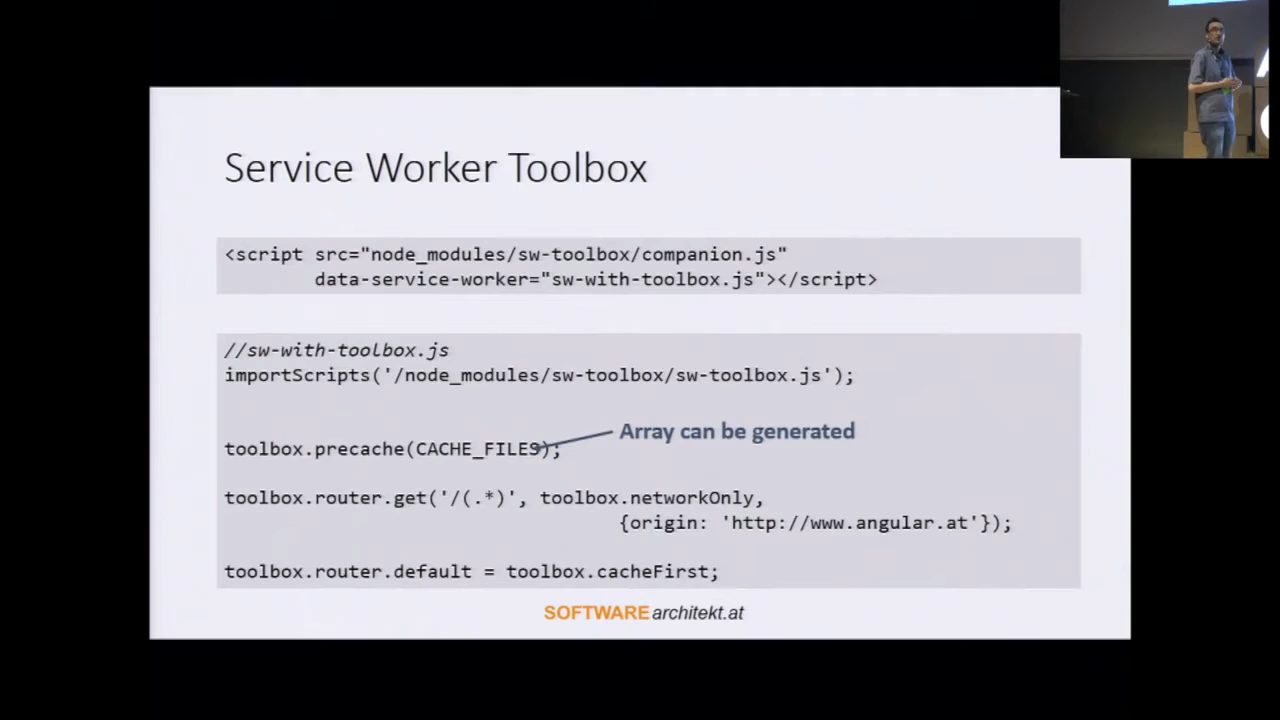 Service Worker Toolbox
<script src="node_modules/sw-toolbox/companion.js"
data-service-worker="sw-with-toolbox.js"></script>
//sw-with-toolbox.js
importScripts('/node_modules/sw-toolbox/sw-toolbox.js');
Array can be generated
toolbox.precache(CACHE_FILES);
toolbox.router.get('/(.*)', toolbox.networkOnly,
{origin: 'http://www.angular.at'});
toolbox.router.default = toolbox.cacheFirst;
SOFTWAREarchitekt.at